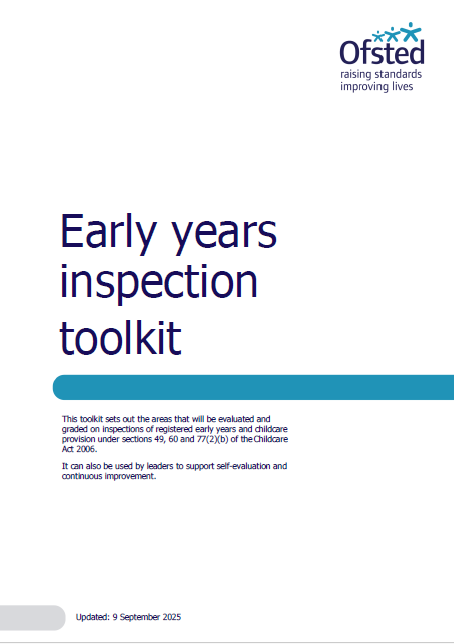 Ofsted
raising standards
improving lives
Early years
inspection
toolkit
This toolkit sets out the areas that will be evaluated and
graded on inspections of registered early years and childcare
provision under sections 49, 60 and 77(2)(b) of the Childcare
Act 2006.
It can also be used by leaders to support self-evaluation and
continuous improvement.
Updated: 9 September 2025